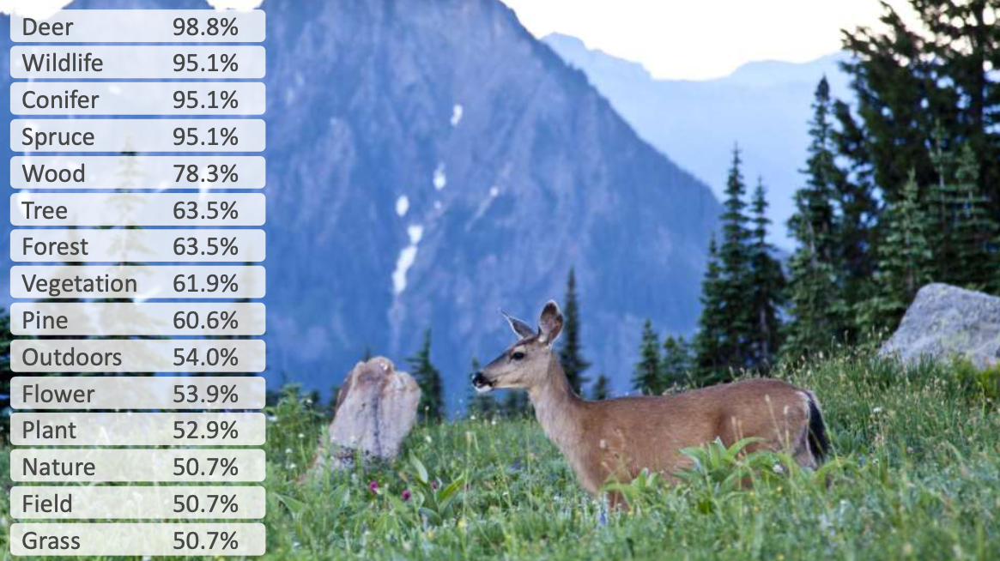 Deer 98.8%
Wildlife 95.1%
Conifer 95.1%
Spruce 95.1%
Wood 78.3%
Tree 63.5%
Forest 63.5%
Vegetation 61.9%
Pine 60.6%
Outdoors 54.0%
Flower 53.9%
Plant 52.9%
Nature 50.7%
Field 50.7%
Grass 50.7%